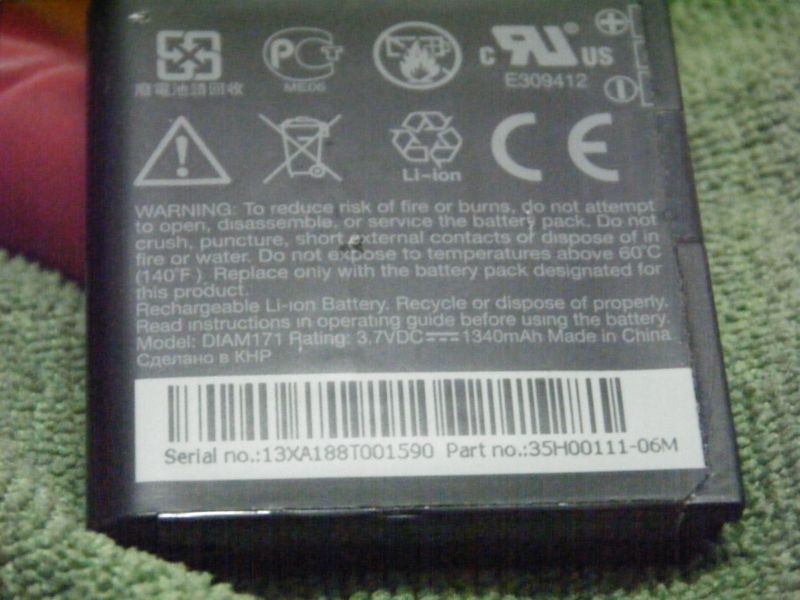 PC
c RU US
廢電池請回收
ME06
E309412
Li-ion
CE
WARNING: To reduce risk of fire or burns, do not attempt
to open, disassemble, or service the battery pack. Do not
crush, puncture, short external contacts of dispose of in
fire or water. Do not expose to temperatures above 60°C
(140°F). Replace only with the battery pack designated for
this product.
Rechargeable Li-ion Battery. Recycle or dispose of properly.
Read instructions in operating guide before using the battery.
Model: DIAM171 Rating: 3.7VDC⎓1340mAh Made in China
Сделано в КНР
Serial no.:13XA188T001590 Part no.:35H00111-06M